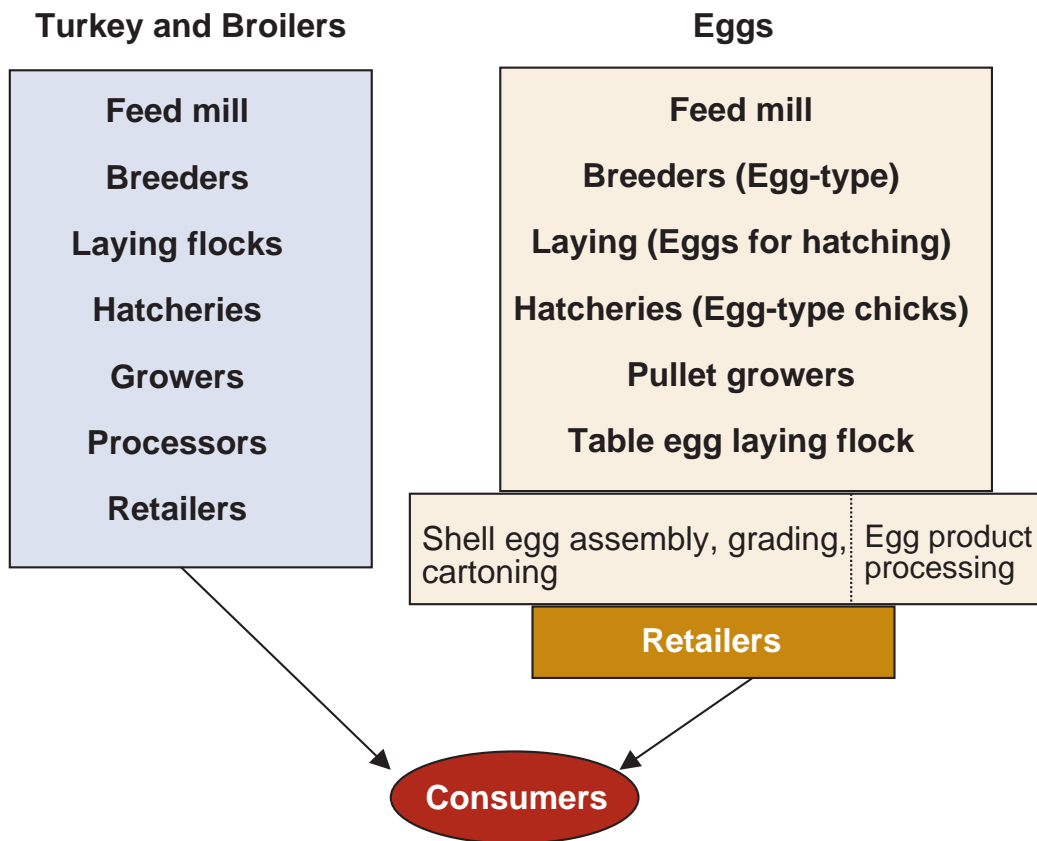 Turkey and Broilers
Feed mill
Breeders
Laying flocks
Hatcheries
Growers
Processors
Retailers
Eggs
Feed mill
Breeders (Egg-type)
Laying (Eggs for hatching)
Hatcheries (Egg-type chicks)
Pullet growers
Table egg laying flock
Shell egg assembly, grading,
cartoning
Egg product
processing
Retailers
Consumers